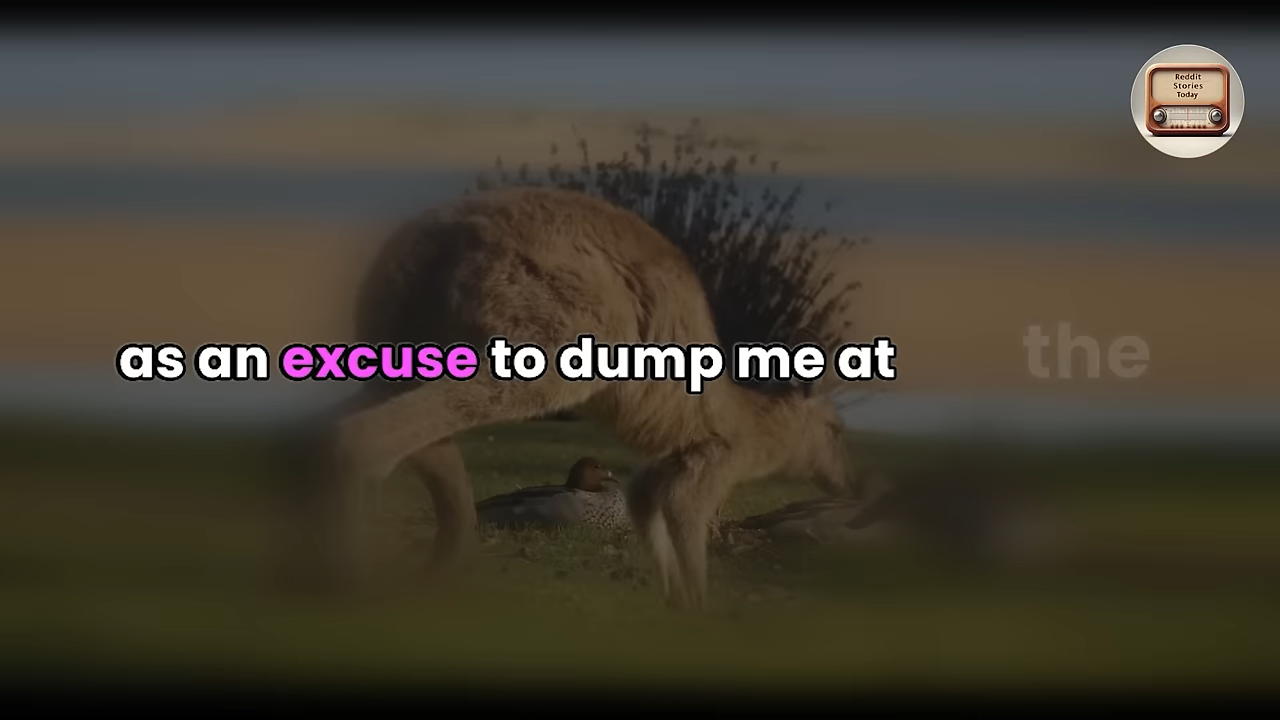 Reddit
Stories
Today
as an excuse to dump me at the